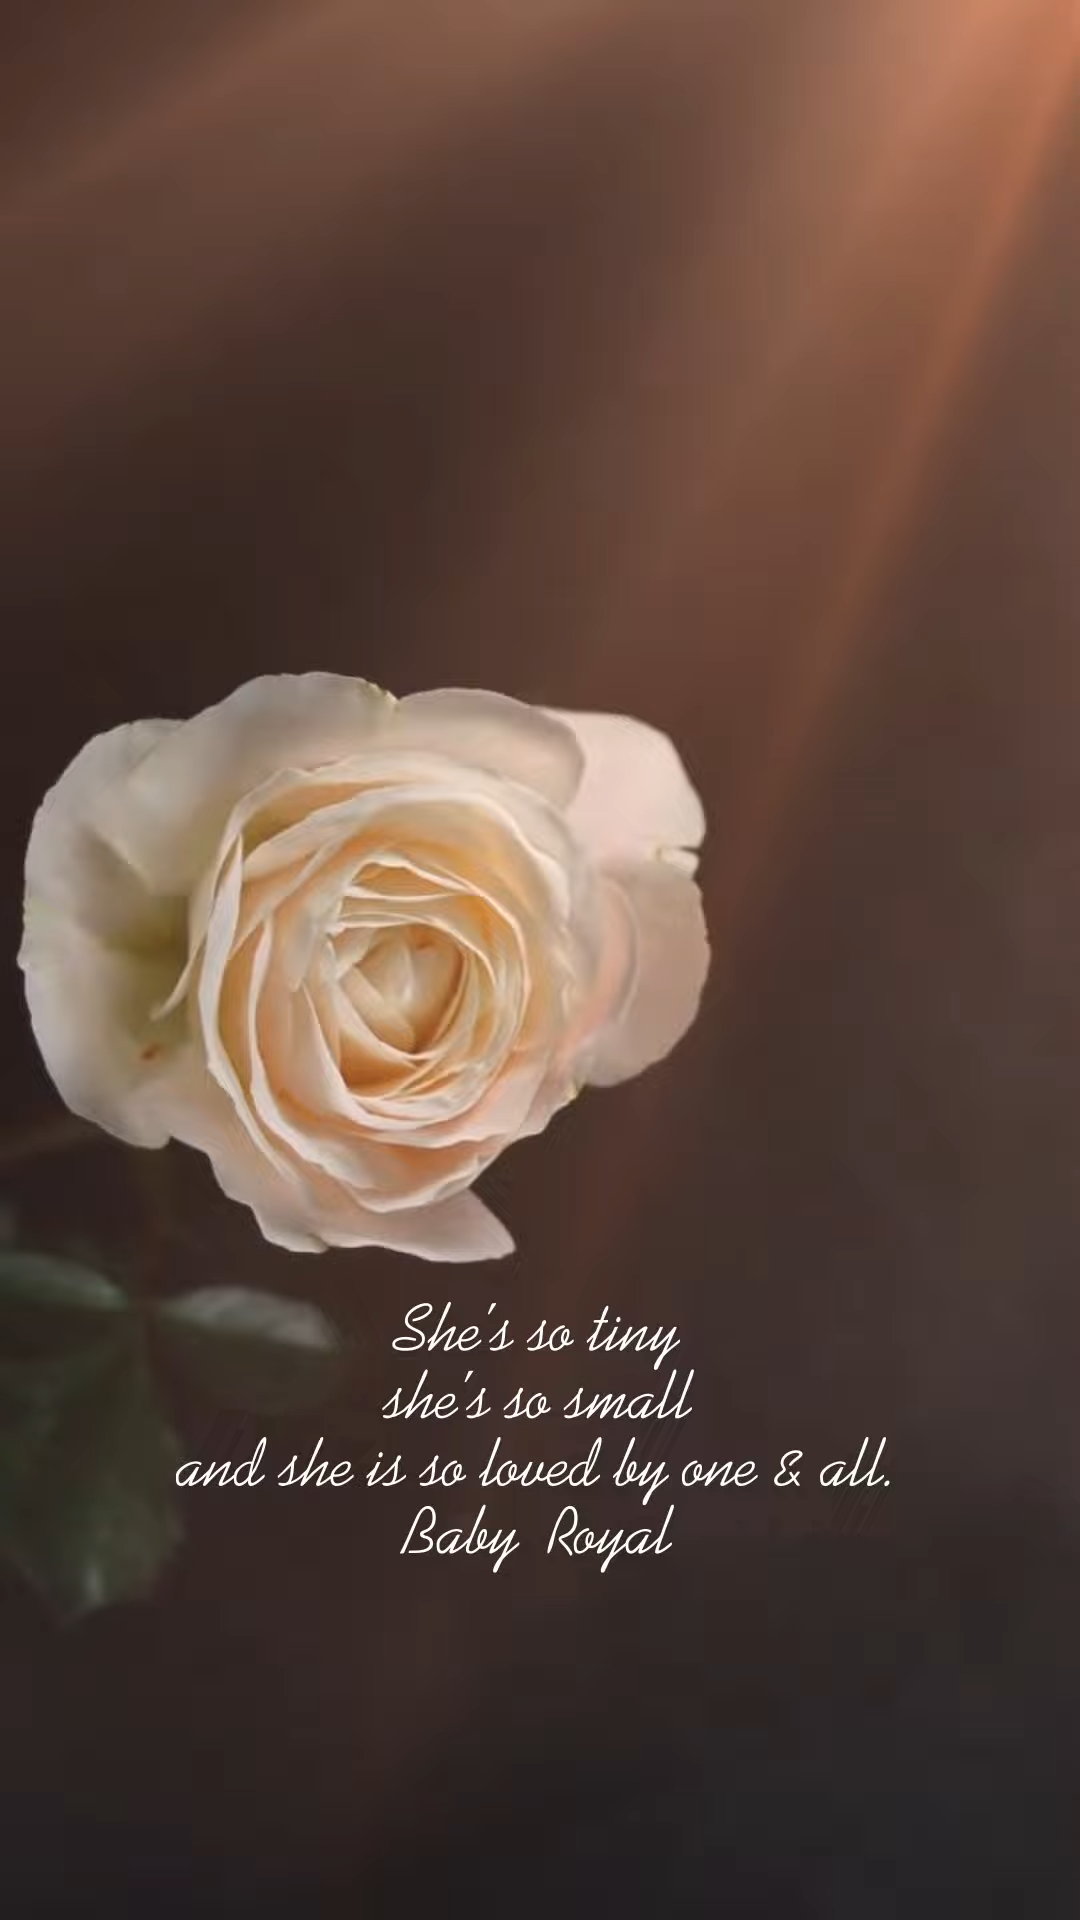 She's so tiny
she's so small
and she is so loved by one & all.
Baby Royal